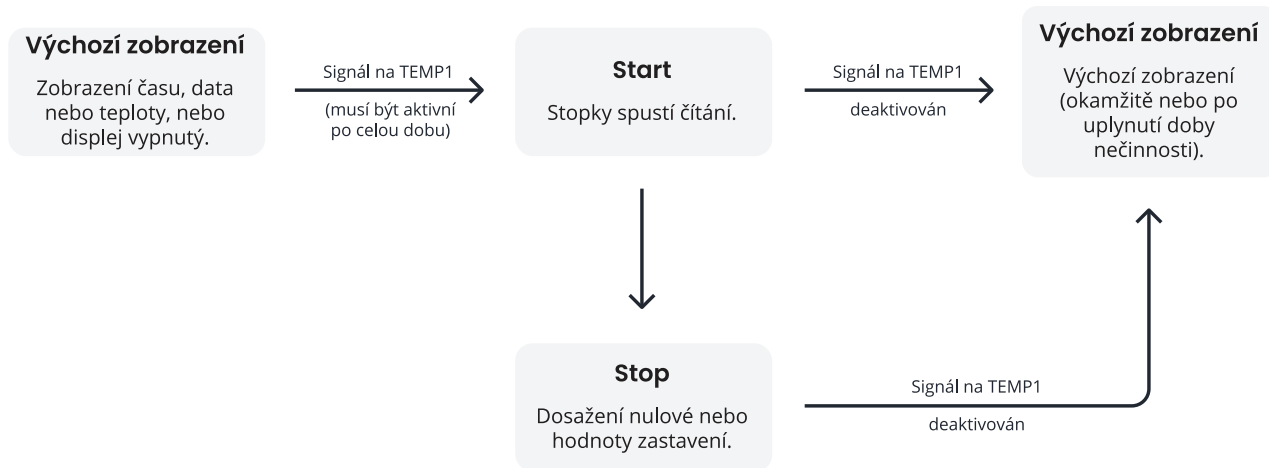 Výchozí zobrazení
Zobrazení času, data
nebo teploty, nebo
displej vypnutý.
Signál na TEMP1
(musí být aktivní
po celou dobu)
Start
Stopky spustí čítání.
Signál na TEMP1
deaktivován
Výchozí zobrazení
Výchozí zobrazení
(okamžitě nebo po
uplynutí doby
nečinnosti).
Stop
Dosažení nulové nebo
hodnoty zastavení.
Signál na TEMP1
deaktivován